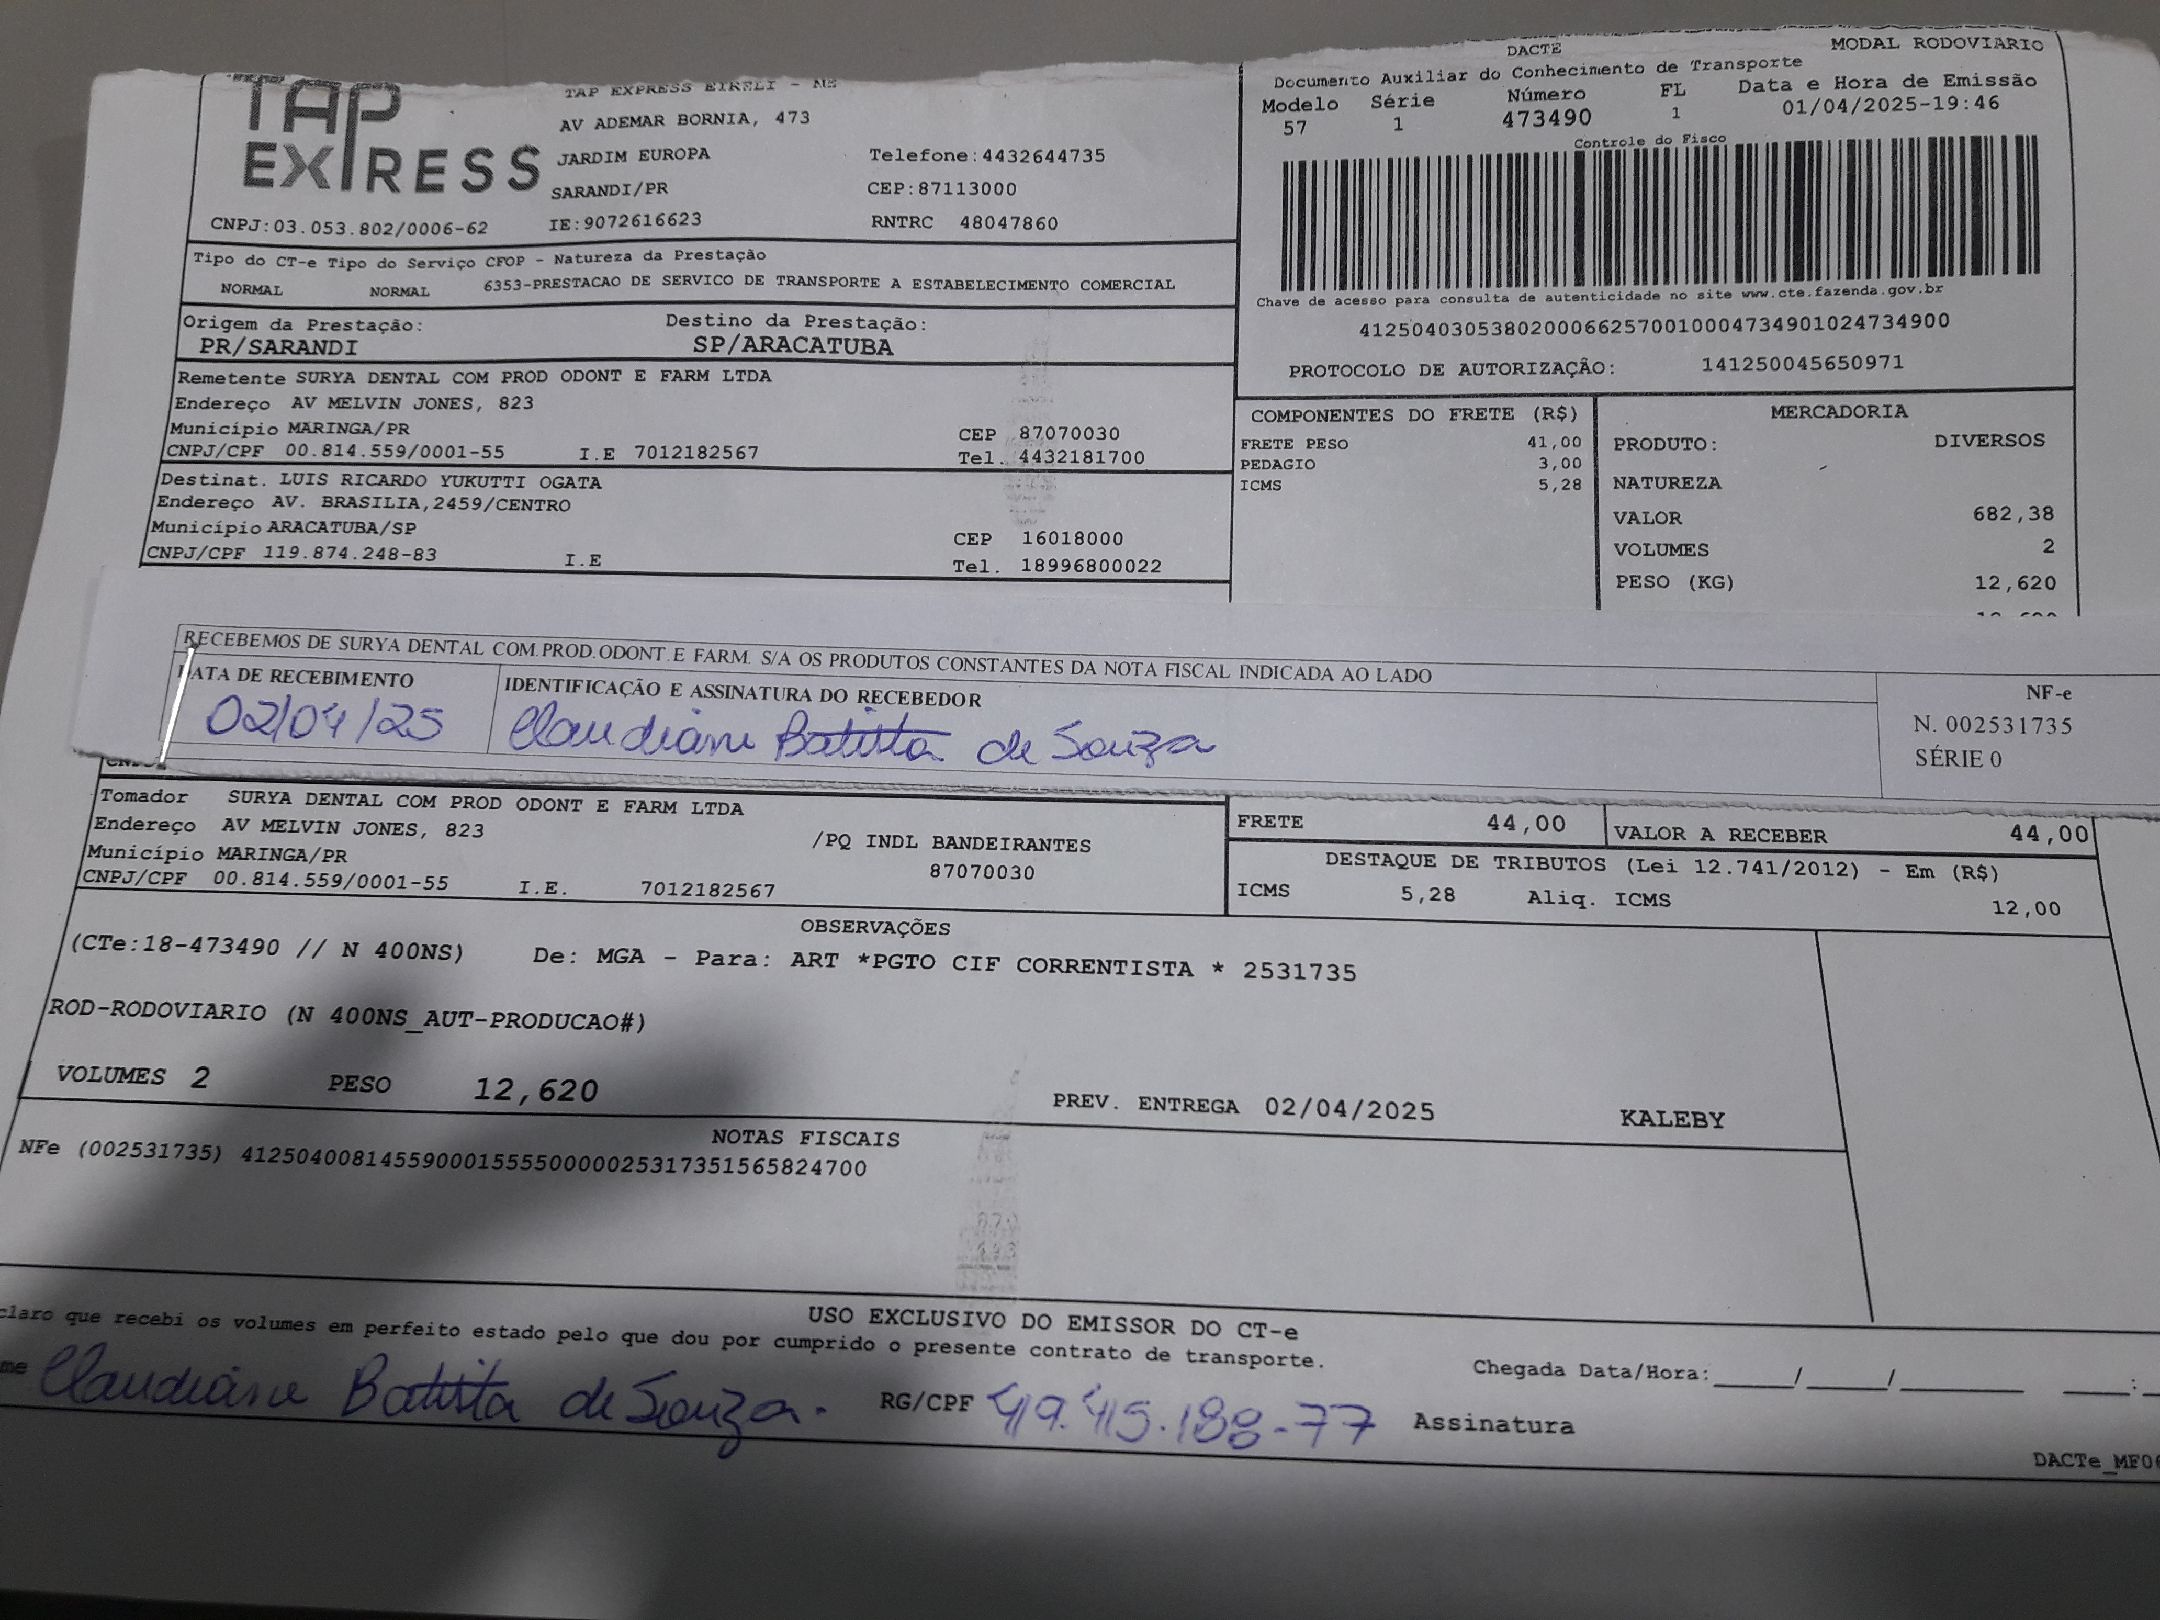 TAP EXPRESS
TAP EXPRESS EIRELI - ME
AV ADEMAR BORNIA, 473
JARDIM EUROPA Telefone:4432644735
SARANDI/PR CEP:87113000
CNPJ:03.053.802/0006-62 IE:9072616623 RNTRC 48047860
DACTE MODAL RODOVIARIO
Documento Auxiliar do Conhecimento de Transporte
Modelo Série Número FL Data e Hora de Emissão
57 1 473490 1 01/04/2025-19:46
Controle do Fisco
Chave de acesso para consulta de autenticidade no site www.cte.fazenda.gov.br
41250403053802000662570010004734901024734900
PROTOCOLO DE AUTORIZAÇÃO: 141250045650971
Tipo do CT-e Tipo do Serviço CFOP - Natureza da Prestação
NORMAL NORMAL 6353-PRESTACAO DE SERVICO DE TRANSPORTE A ESTABELECIMENTO COMERCIAL
Origem da Prestação: Destino da Prestação:
PR/SARANDI SP/ARACATUBA
Remetente SURYA DENTAL COM PROD ODONT E FARM LTDA
Endereço AV MELVIN JONES, 823
Município MARINGA/PR CEP 87070030
CNPJ/CPF 00.814.559/0001-55 I.E 7012182567 Tel. 4432181700
Destinat. LUIS RICARDO YUKUTTI OGATA
Endereço AV. BRASILIA,2459/CENTRO
Município ARACATUBA/SP CEP 16018000
CNPJ/CPF 119.874.248-83 I.E Tel. 18996800022
COMPONENTES DO FRETE (R$)
FRETE PESO 41,00
PEDAGIO 3,00
ICMS 5,28
MERCADORIA
PRODUTO: DIVERSOS
NATUREZA
VALOR 682,38
VOLUMES 2
PESO (KG) 12,620
RECEBEMOS DE SURYA DENTAL COM.PROD.ODONT.E FARM. S/A OS PRODUTOS CONSTANTES DA NOTA FISCAL INDICADA AO LADO
DATA DE RECEBIMENTO IDENTIFICAÇÃO E ASSINATURA DO RECEBEDOR
02/04/25 Claudiane Batista de Souza
NF-e
N. 002531735
SÉRIE 0
Tomador SURYA DENTAL COM PROD ODONT E FARM LTDA
Endereço AV MELVIN JONES, 823 /PQ INDL BANDEIRANTES
Município MARINGA/PR 87070030
CNPJ/CPF 00.814.559/0001-55 I.E. 7012182567
FRETE 44,00 VALOR A RECEBER 44,00
DESTAQUE DE TRIBUTOS (Lei 12.741/2012) - Em (R$)
ICMS 5,28 Aliq. ICMS 12,00
OBSERVAÇÕES
(CTe:18-473490 // N 400NS) De: MGA - Para: ART *PGTO CIF CORRENTISTA * 2531735
ROD-RODOVIARIO (N 400NS_AUT-PRODUCAO#)
VOLUMES 2 PESO 12,620 PREV. ENTREGA 02/04/2025 KALEBY
NOTAS FISCAIS
NFe (002531735) 41250400814559000155550000025317351565824700
USO EXCLUSIVO DO EMISSOR DO CT-e
claro que recebi os volumes em perfeito estado pelo que dou por cumprido o presente contrato de transporte.
me Claudiane Batista de Souza. RG/CPF 419.415.188-77 Assinatura
Chegada Data/Hora:____/____/______ ____:
DACTe_MF06